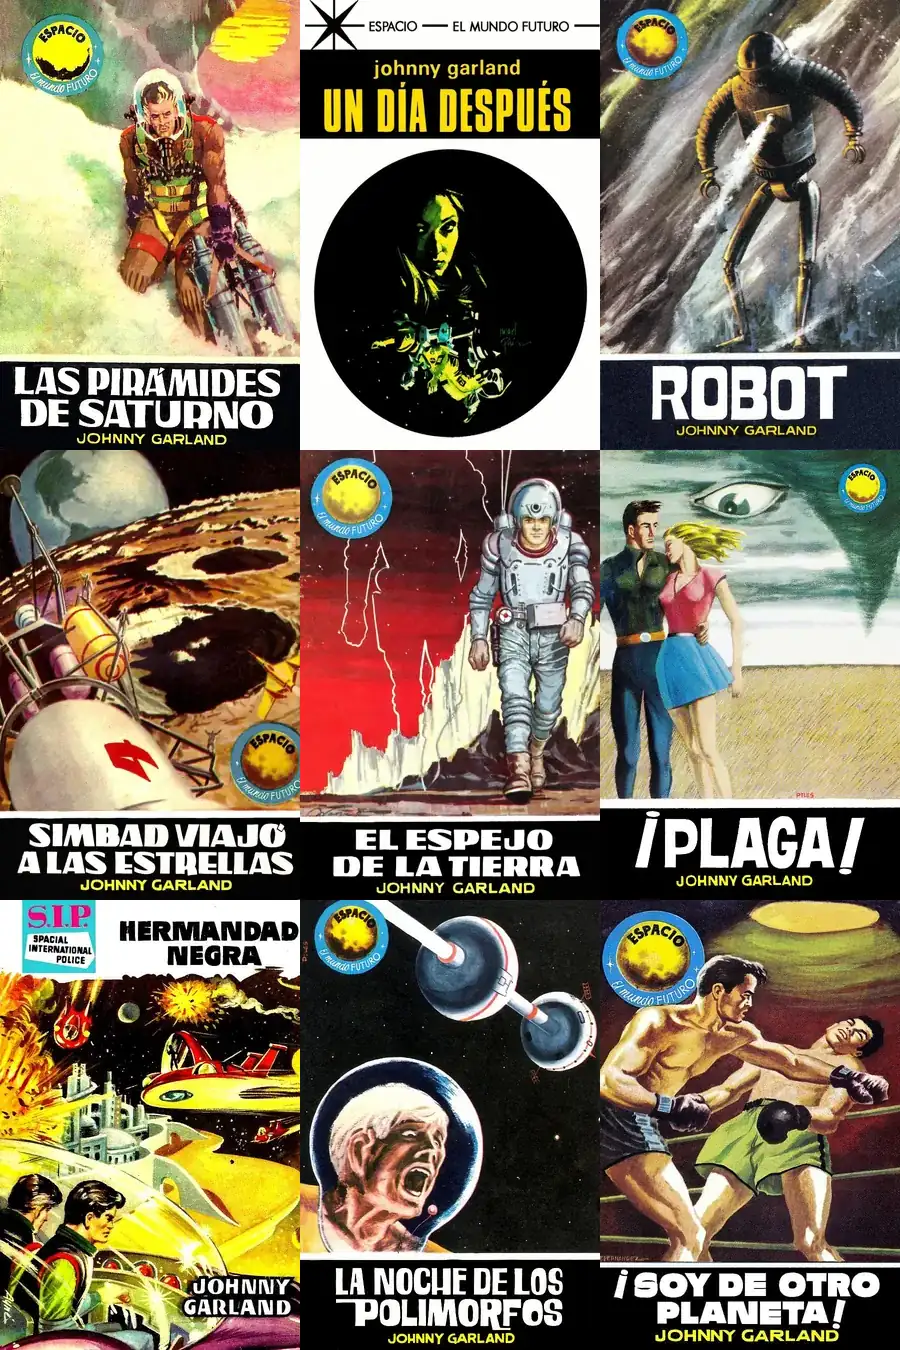 ESPACIO
El mundo FUTURO
LAS PIRÁMIDES
DE SATURNO
JOHNNY GARLAND
ESPACIO — EL MUNDO FUTURO
johnny garland
UN DÍA DESPUÉS
ESPACIO
El mundo FUTURO
ROBOT
JOHNNY GARLAND
ESPACIO
El mundo FUTURO
SIMBAD VIAJÓ
A LAS ESTRELLAS
JOHNNY GARLAND
ESPACIO
El mundo FUTURO
EL ESPEJO
DE LA TIERRA
JOHNNY GARLAND
ESPACIO
El mundo FUTURO
PYLES
¡PLAGA!
JOHNNY GARLAND
S.I.P.
SPACIAL
INTERNATIONAL
POLICE
HERMANDAD
NEGRA
JOHNNY
GARLAND
ESPACIO
El mundo FUTURO
LA NOCHE DE LOS
POLIMORFOS
JOHNNY GARLAND
ESPACIO
El mundo FUTURO
¡SOY DE OTRO
PLANETA!
JOHNNY GARLAND